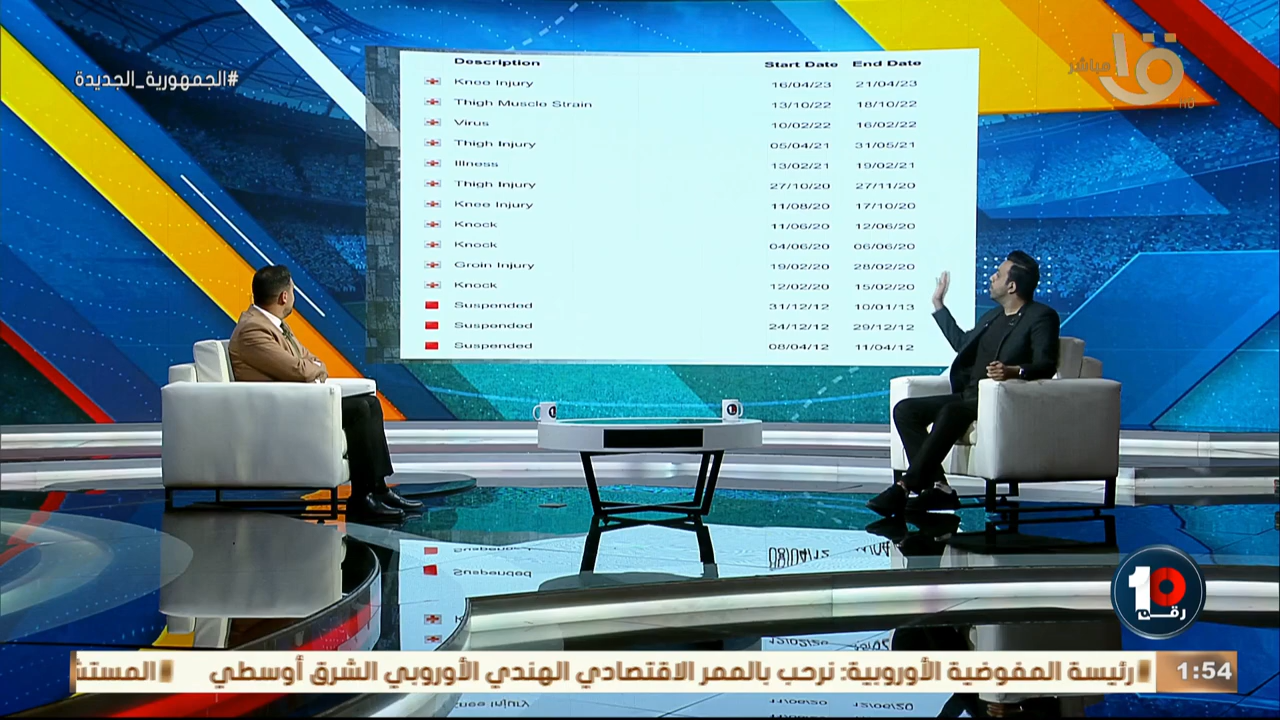 #الجمهورية_الجديدة
مباشر
HD
Description Start Date End Date
Knee Injury 16/04/23 21/04/23
Thigh Muscle Strain 13/10/22 18/10/22
Virus 10/02/22 16/02/22
Thigh Injury 05/04/21 31/05/21
Illness 13/02/21 19/02/21
Thigh Injury 27/10/20 27/11/20
Knee Injury 11/08/20 17/10/20
Knock 11/06/20 12/06/20
Knock 04/06/20 06/06/20
Groin Injury 19/02/20 28/02/20
Knock 12/02/20 15/02/20
Suspended 31/12/12 10/01/13
Suspended 24/12/12 29/12/12
Suspended 08/04/12 11/04/12
رقم
10
رئيسة المفوضية الأوروبية: نرحب بالممر الاقتصادي الهندي الأوروبي الشرق أوسطي
1:54